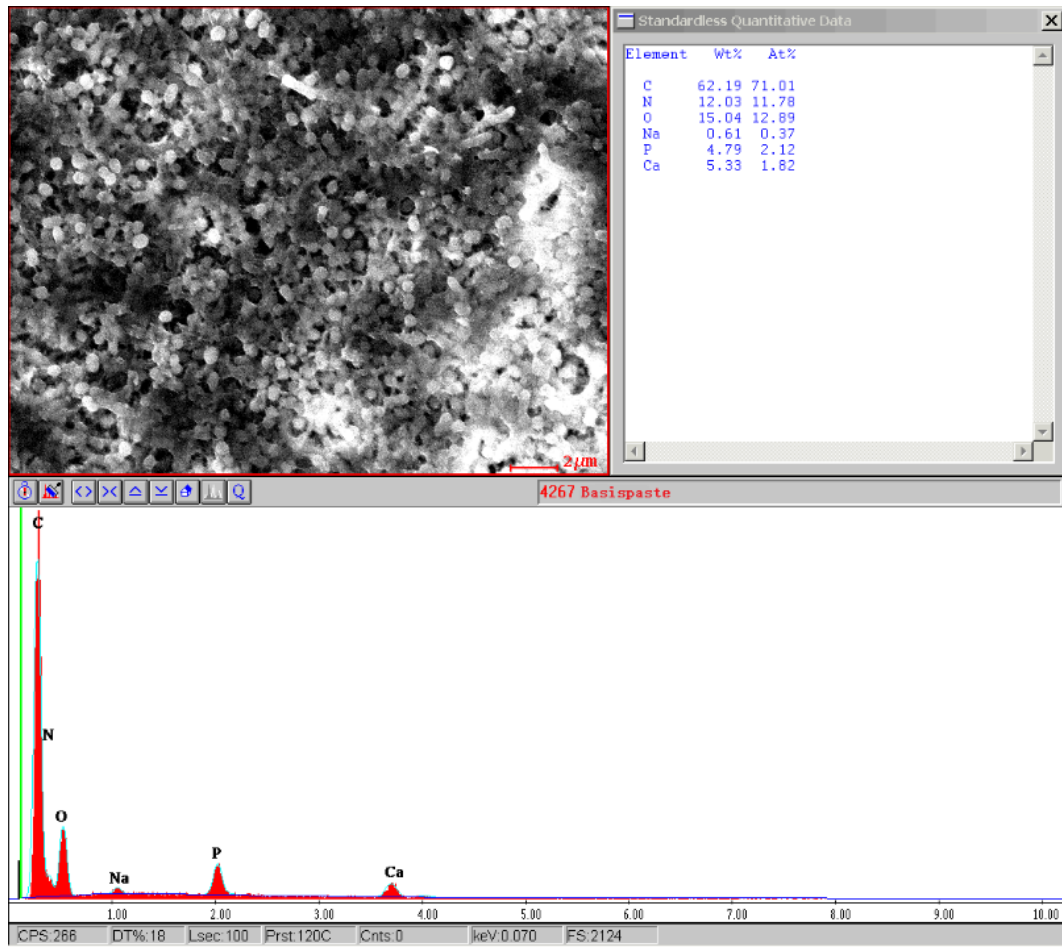 Standardless Quantitative Data
Element Wt% At%
C 62.19 71.01
N 12.03 11.78
O 15.04 12.89
Na 0.61 0.37
P 4.79 2.12
Ca 5.33 1.82
2 μm
4267 Basispaste
C
N
O
Na
P
Ca
1.00 2.00 3.00 4.00 5.00 6.00 7.00 8.00 9.00 10.00
CPS:266 DT%:18 Lsec:100 Prst:120C Cnts:0 keV:0.070 FS:2124